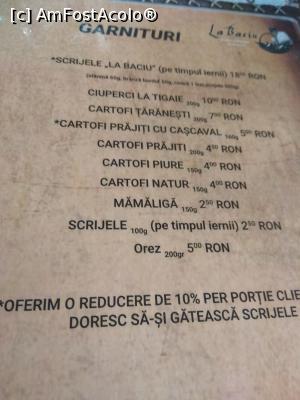 [c] AmFostAcolo®
GARNITURI
La Baciu
*SCRIJELE „LA BACIU” (pe timpul iernii) 18⁰⁰ RON
CIUPERCI LA TIGAIE 200g 10⁰⁰ RON
CARTOFI ȚĂRĂNEȘTI 200g 7⁰⁰ RON
*CARTOFI PRĂJIȚI CU CAȘCAVAL 160g 5⁰⁰ RON
CARTOFI PRĂJITI 200g 4⁵⁰ RON
CARTOFI PIURE 150g 4⁰⁰ RON
CARTOFI NATUR 150g 4⁰⁰ RON
MĂMĂLIGĂ 150g 2⁵⁰ RON
SCRIJELE 100g (pe timpul iernii) 2⁵⁰ RON
Orez 200gr 5⁰⁰ RON
*OFERIM O REDUCERE DE 10% PER PORȚIE CLIE
DORESC SĂ-ȘI GĂTEASCĂ SCRIJELE